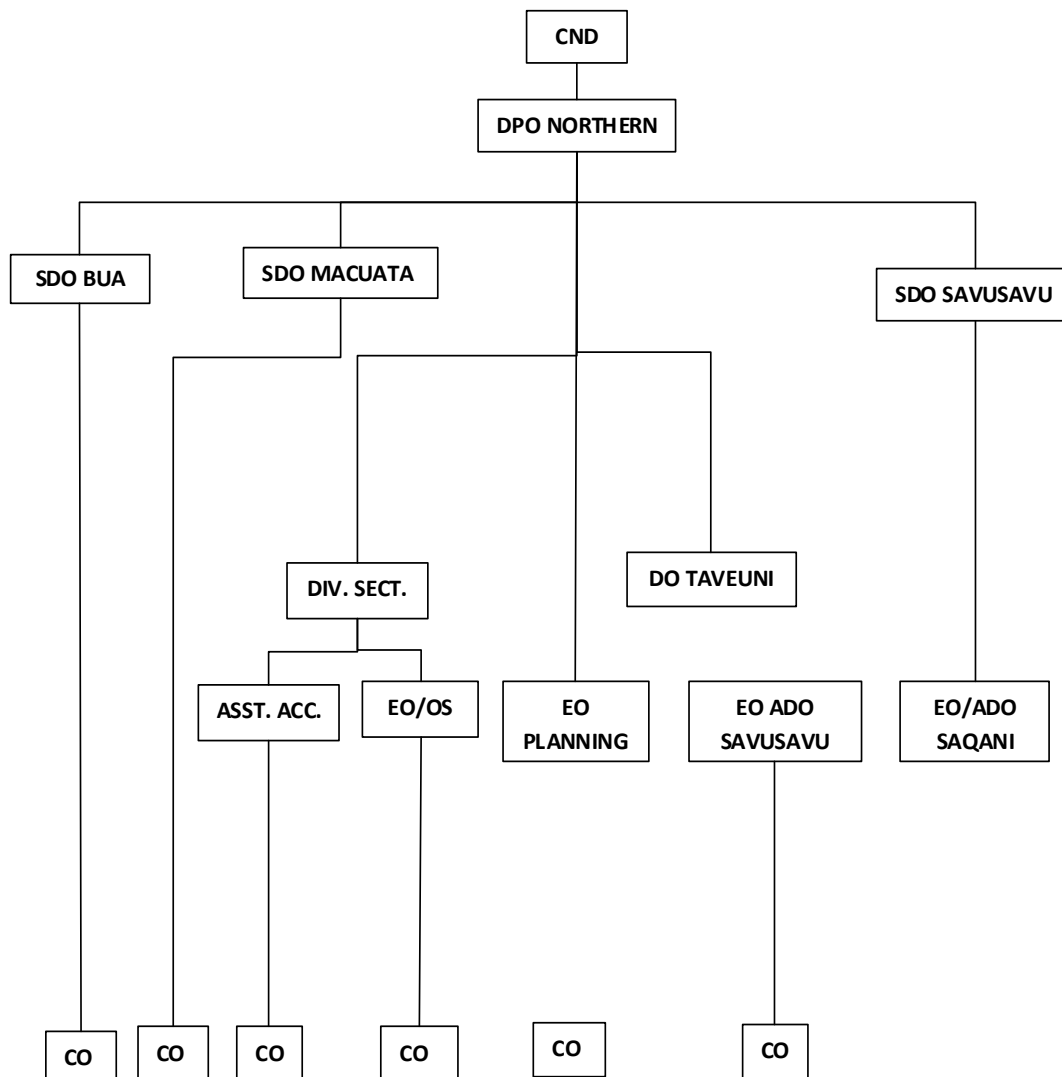 CND
DPO NORTHERN
SDO BUA
SDO MACUATA
SDO SAVUSAVU
DIV. SECT.
DO TAVEUNI
ASST. ACC.
EO/OS
EO
PLANNING
EO ADO
SAVUSAVU
EO/ADO
SAQANI
CO
CO
CO
CO
CO
CO